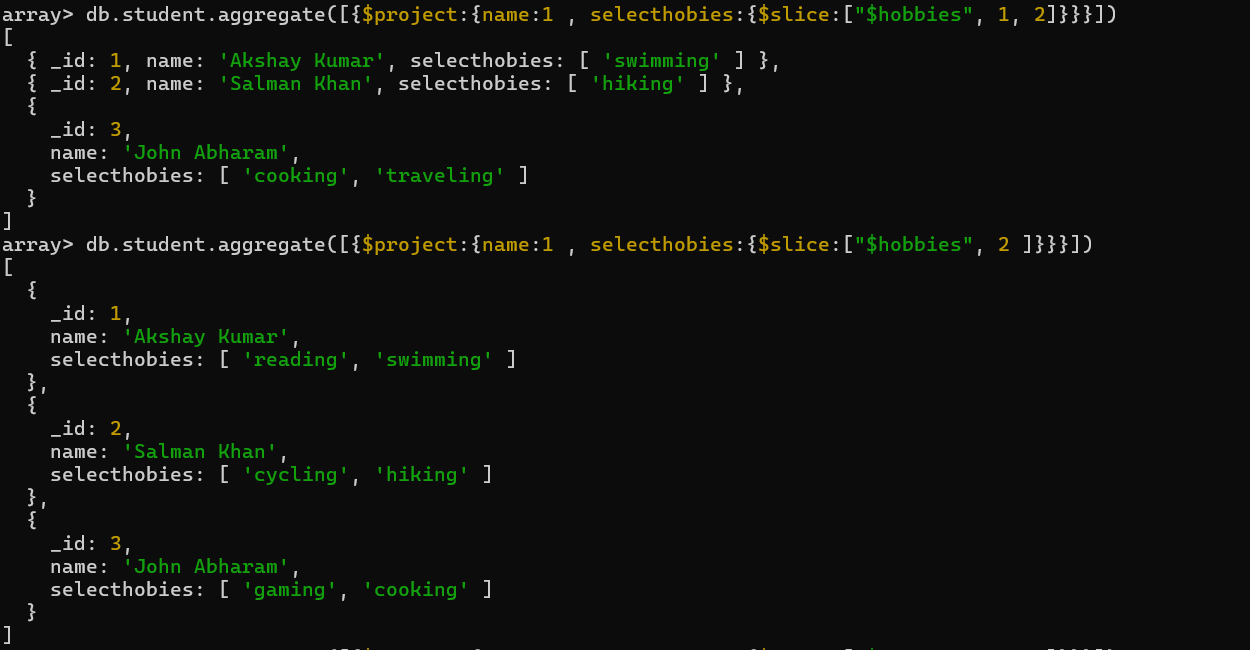 array> db.student.aggregate([{$project:{name:1 , selecthobies:{$slice:["$hobbies", 1, 2]}}}])
[
  { _id: 1, name: 'Akshay Kumar', selecthobies: [ 'swimming' ] },
  { _id: 2, name: 'Salman Khan', selecthobies: [ 'hiking' ] },
  {
    _id: 3,
    name: 'John Abharam',
    selecthobies: [ 'cooking', 'traveling' ]
  }
]
array> db.student.aggregate([{$project:{name:1 , selecthobies:{$slice:["$hobbies", 2 ]}}}])
[
  {
    _id: 1,
    name: 'Akshay Kumar',
    selecthobies: [ 'reading', 'swimming' ]
  },
  {
    _id: 2,
    name: 'Salman Khan',
    selecthobies: [ 'cycling', 'hiking' ]
  },
  {
    _id: 3,
    name: 'John Abharam',
    selecthobies: [ 'gaming', 'cooking' ]
  }
]